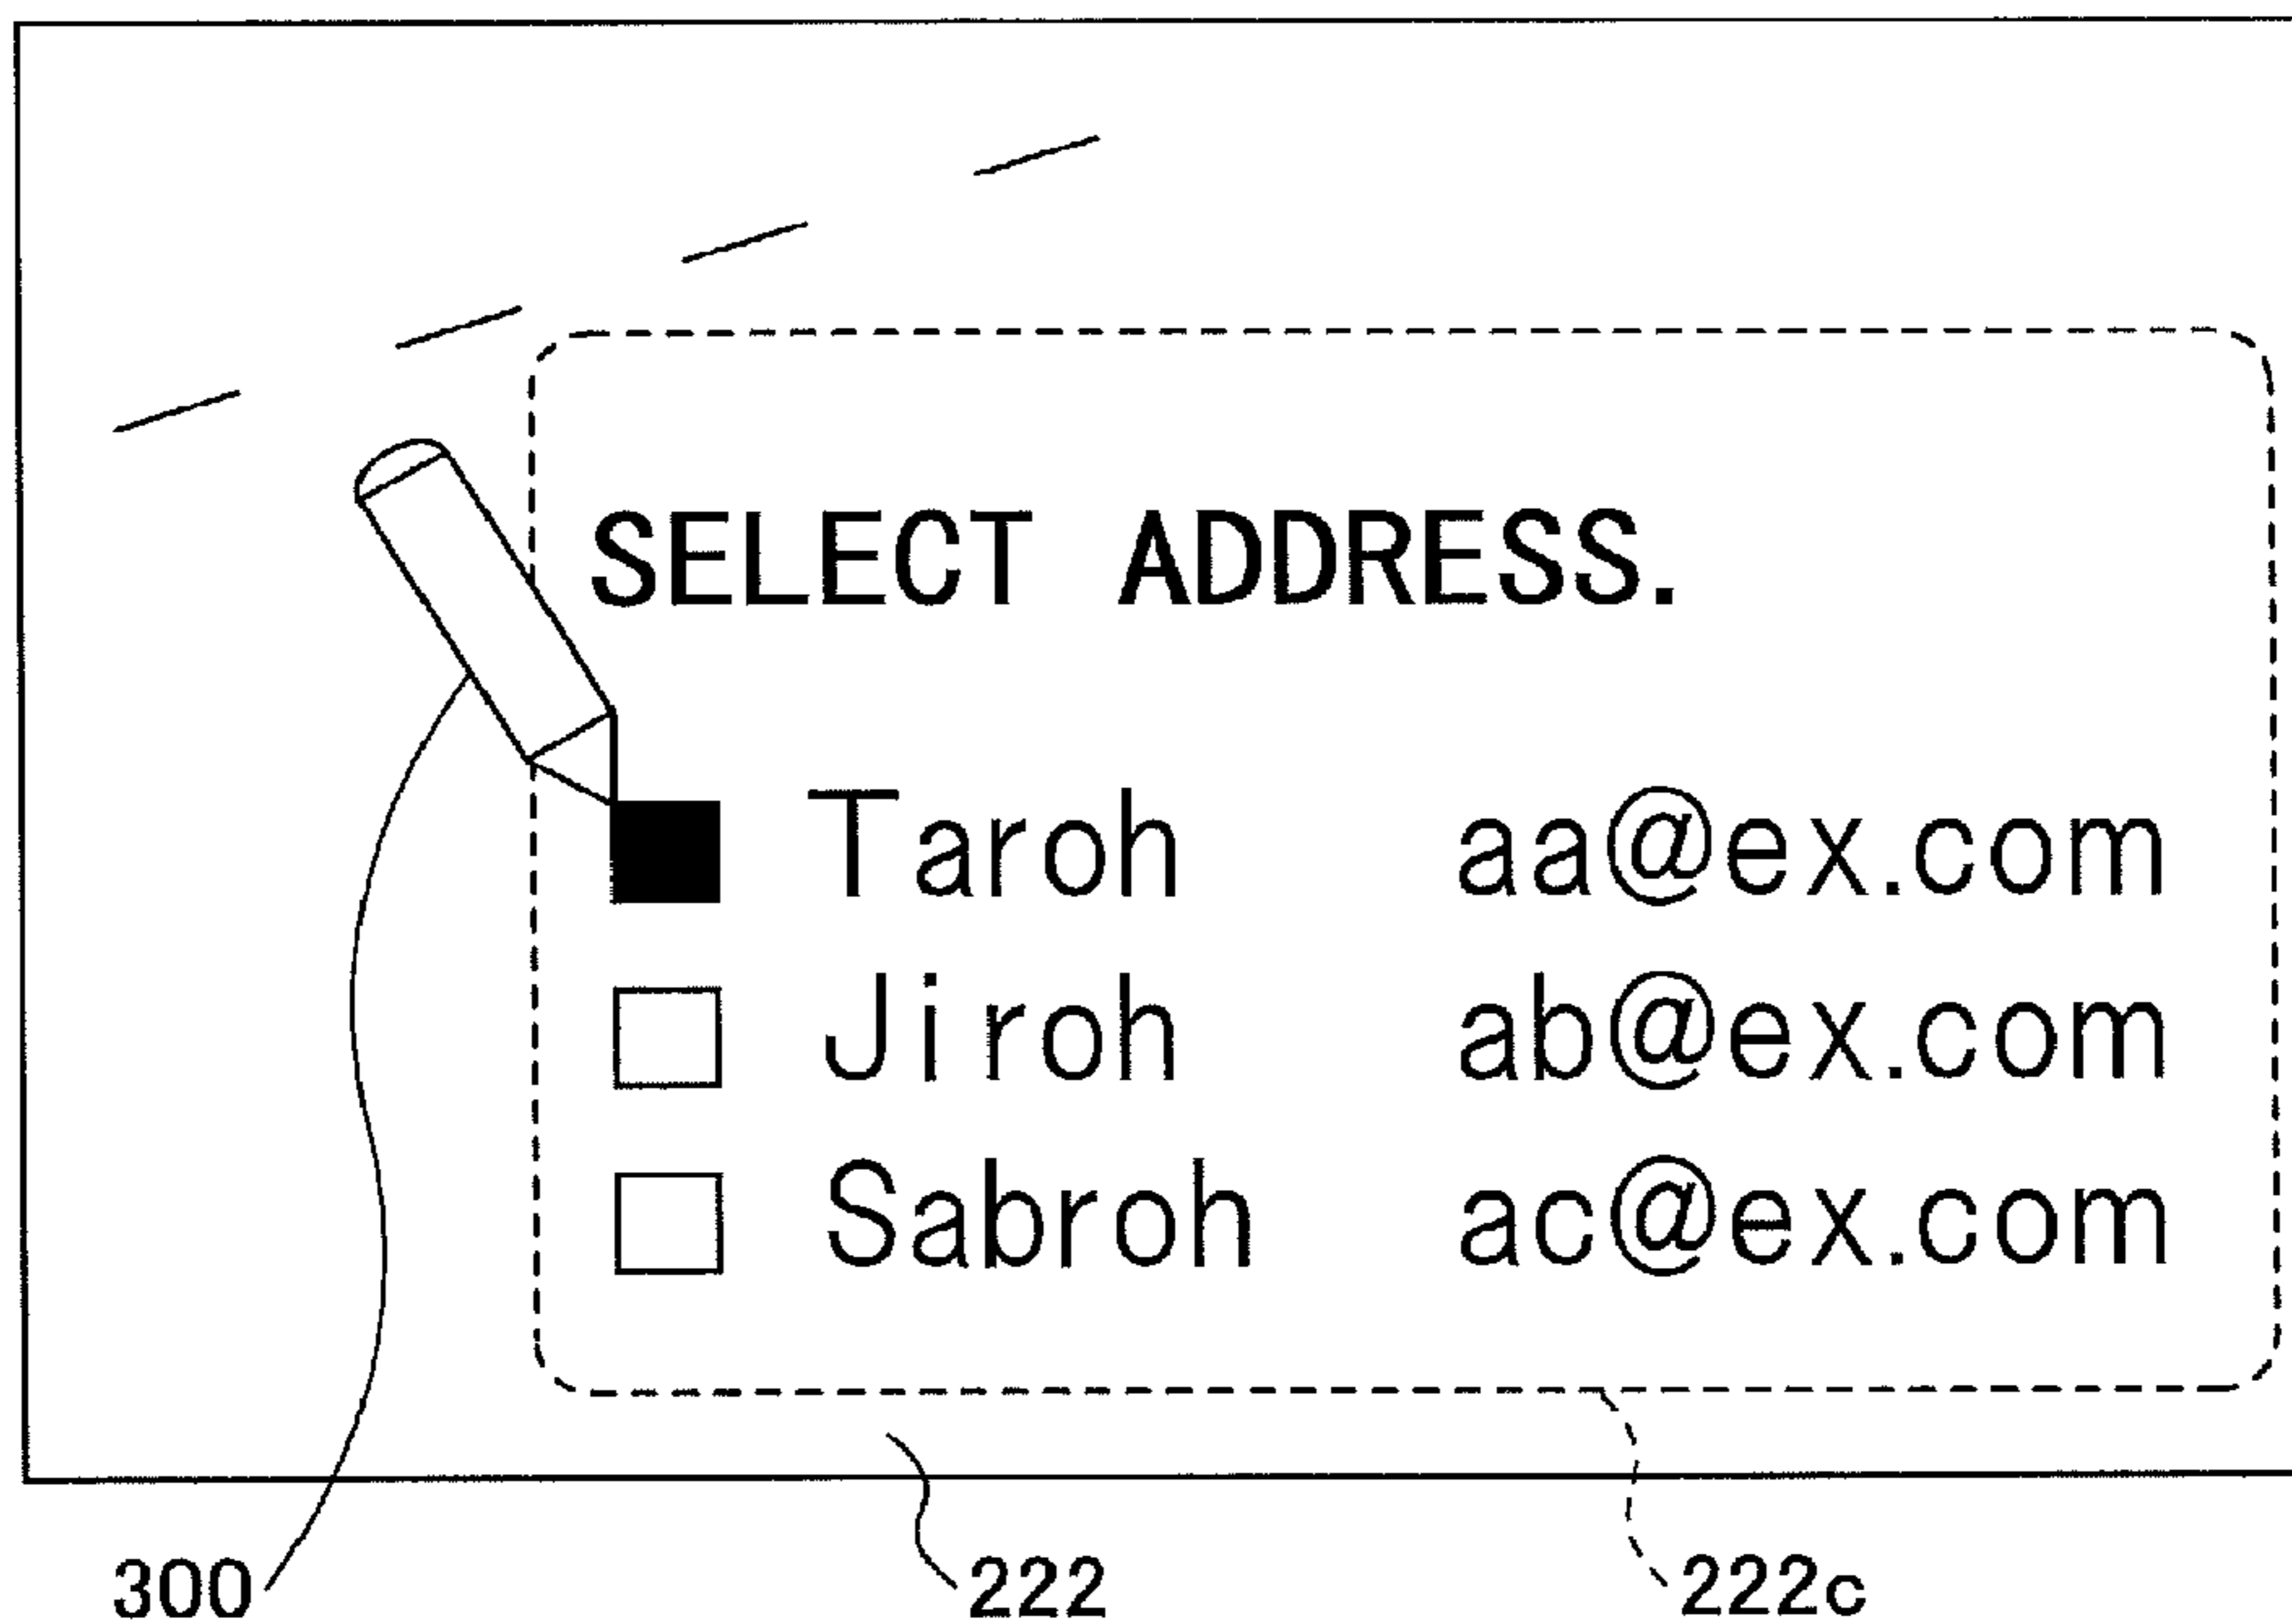 SELECT ADDRESS.
Taroh aa@ex.com
Jiroh ab@ex.com
Sabroh ac@ex.com
300 222 222c